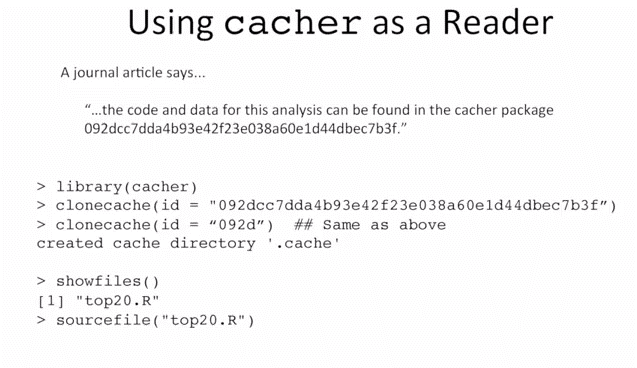 Using cacher as a Reader
A journal article says...
“…the code and data for this analysis can be found in the cacher package
092dcc7dda4b93e42f23e038a60e1d44dbec7b3f.”
> library(cacher)
> clonecache(id = "092dcc7dda4b93e42f23e038a60e1d44dbec7b3f”)
> clonecache(id = “092d”)  ## Same as above
created cache directory '.cache'
> showfiles()
[1] "top20.R"
> sourcefile("top20.R")